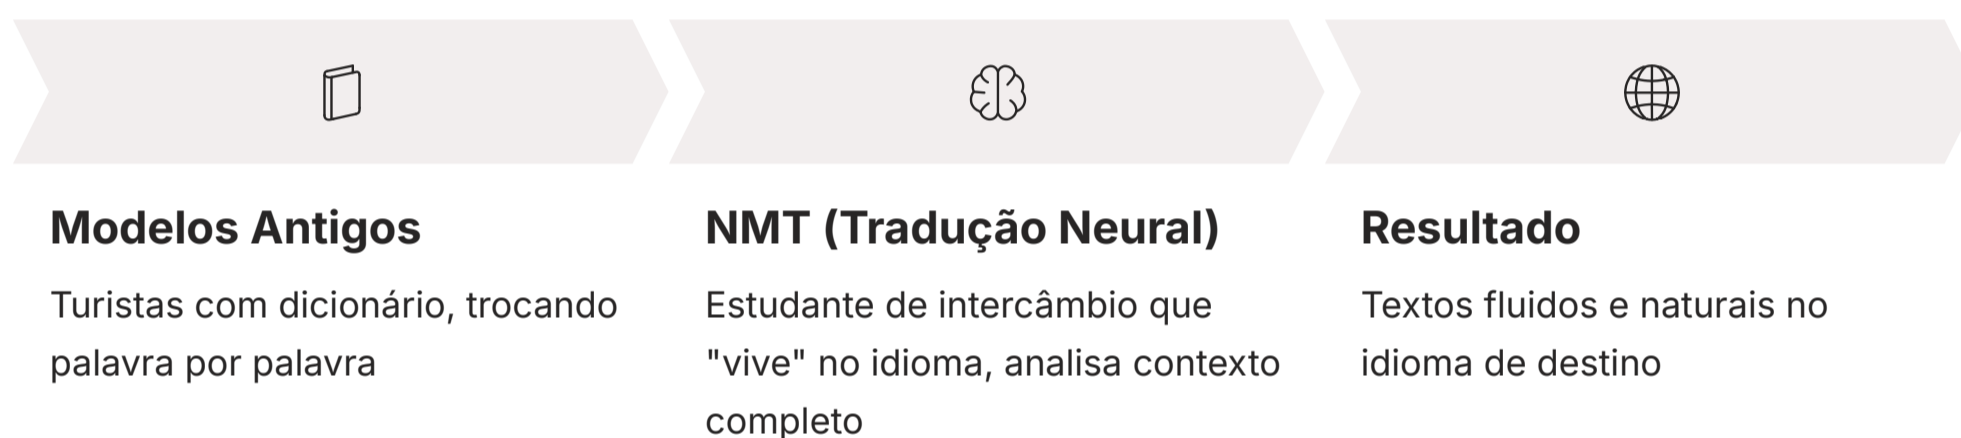 Modelos Antigos
Turistas com dicionário, trocando
palavra por palavra
NMT (Tradução Neural)
Estudante de intercâmbio que
"vive" no idioma, analisa contexto
completo
Resultado
Textos fluidos e naturais no
idioma de destino